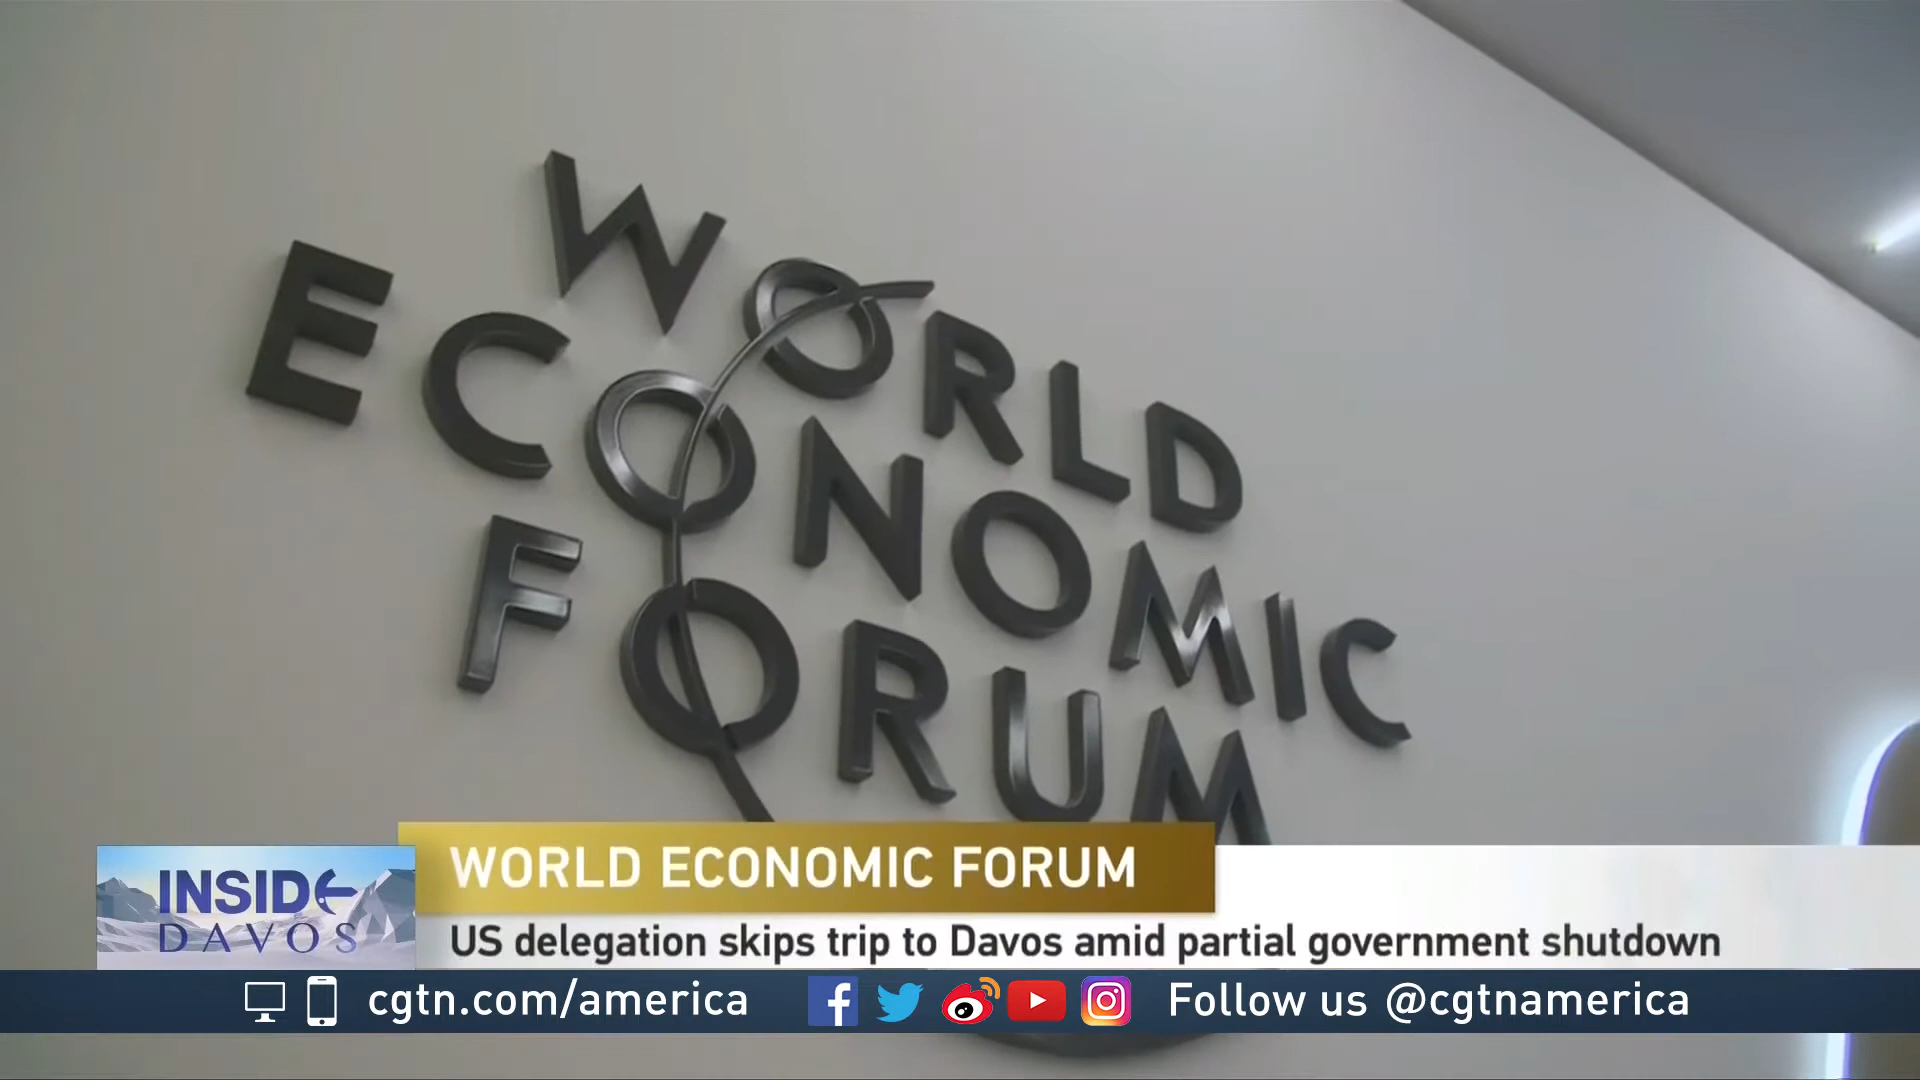 WORLD
ECONOMIC
FORUM
WORLD ECONOMIC FORUM
INSIDE
DAVOS
US delegation skips trip to Davos amid partial government shutdown
cgtn.com/america
Follow us @cgtnamerica